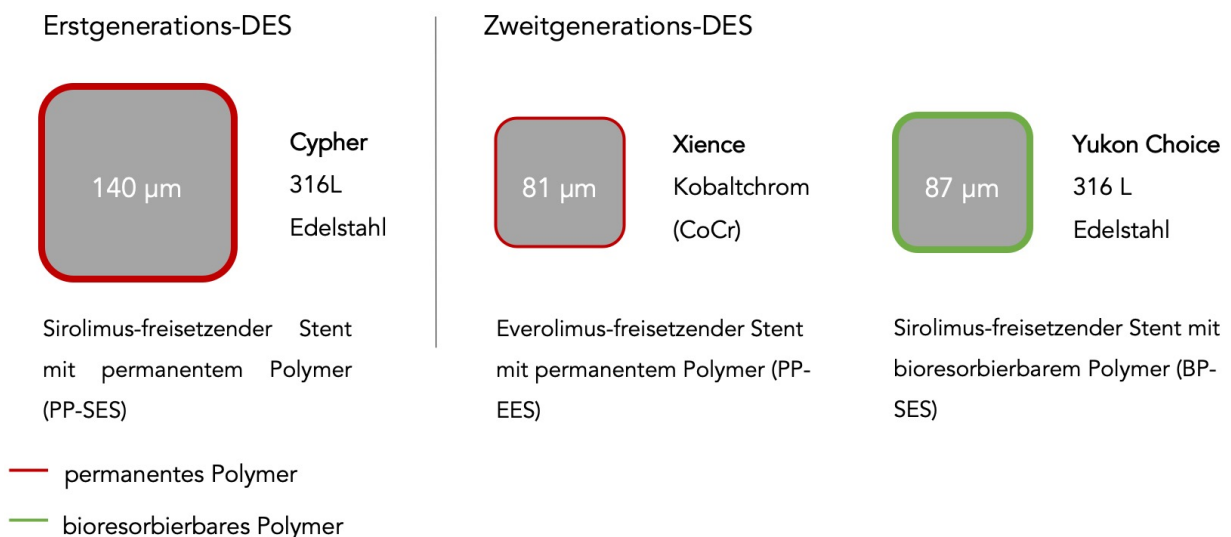 Erstgenerations-DES
Zweitgenerations-DES
140 µm
Cypher
316L
Edelstahl
81 µm
Xience
Kobaltchrom
(CoCr)
87 µm
Yukon Choice
316 L
Edelstahl
Sirolimus-freisetzender Stent
mit permanentem Polymer
(PP-SES)
Everolimus-freisetzender Stent
mit permanentem Polymer (PP-
EES)
Sirolimus-freisetzender Stent mit
bioresorbierbarem Polymer (BP-
SES)
permanentes Polymer
bioresorbierbares Polymer